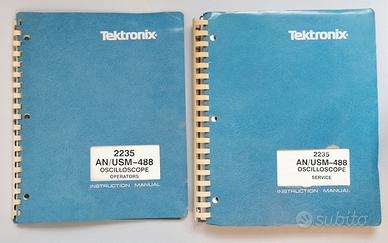 Tektronix
2235
AN/USM-488
OSCILLOSCOPE
OPERATORS
INSTRUCTION MANUAL
Tektronix
2235
AN/USM-488
OSCILLOSCOPE
SERVICE
INSTRUCTION MANUAL
subito